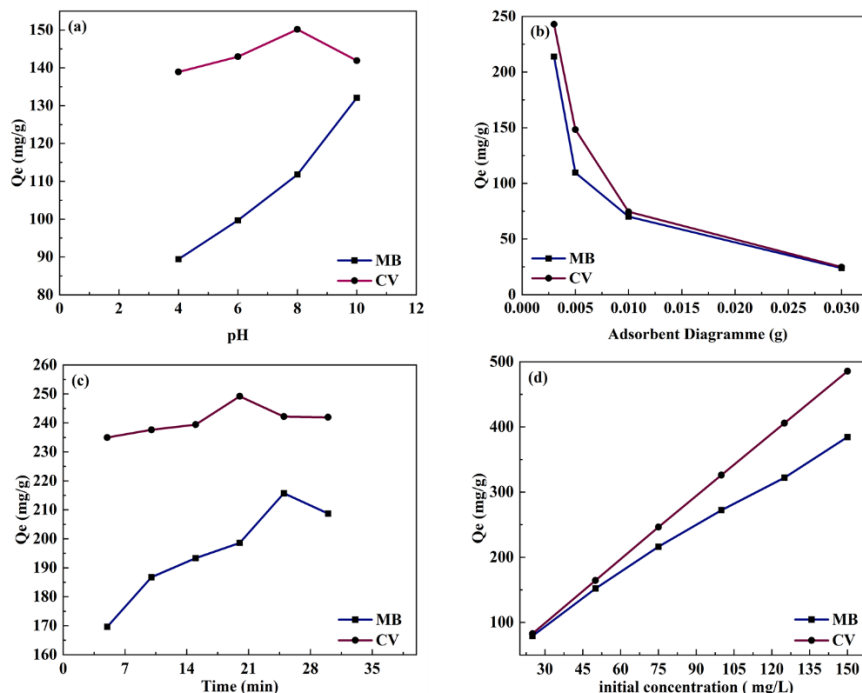 (a)
Qe (mg/g)
150
140
130
120
110
100
90
80
0 2 4 6 8 10 12
pH
MB
CV
(b)
Qe (mg/g)
250
200
150
100
50
0
0.000 0.005 0.010 0.015 0.020 0.025 0.030
Adsorbent Diagramme (g)
MB
CV
(c)
Qe (mg/g)
260
250
240
230
220
210
200
190
180
170
160
0 7 14 21 28 35
Time (min)
MB
CV
(d)
Qe (mg/g)
500
400
300
200
100
30 45 60 75 90 105 120 135 150
initial concentration ( mg/L)
MB
CV